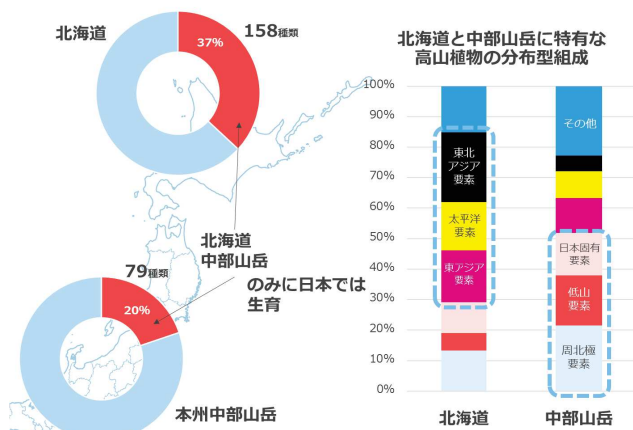 北海道
158種類
37%
北海道
中部山岳
のみに日本では
生育
79種類
20%
本州中部山岳
北海道と中部山岳に特有な
高山植物の分布型組成
100%
90%
80%
70%
60%
50%
40%
30%
20%
10%
0%
東北
アジア
要素
太平洋
要素
東アジア
要素
その他
日本固有
要素
低山
要素
周北極
要素
北海道
中部山岳